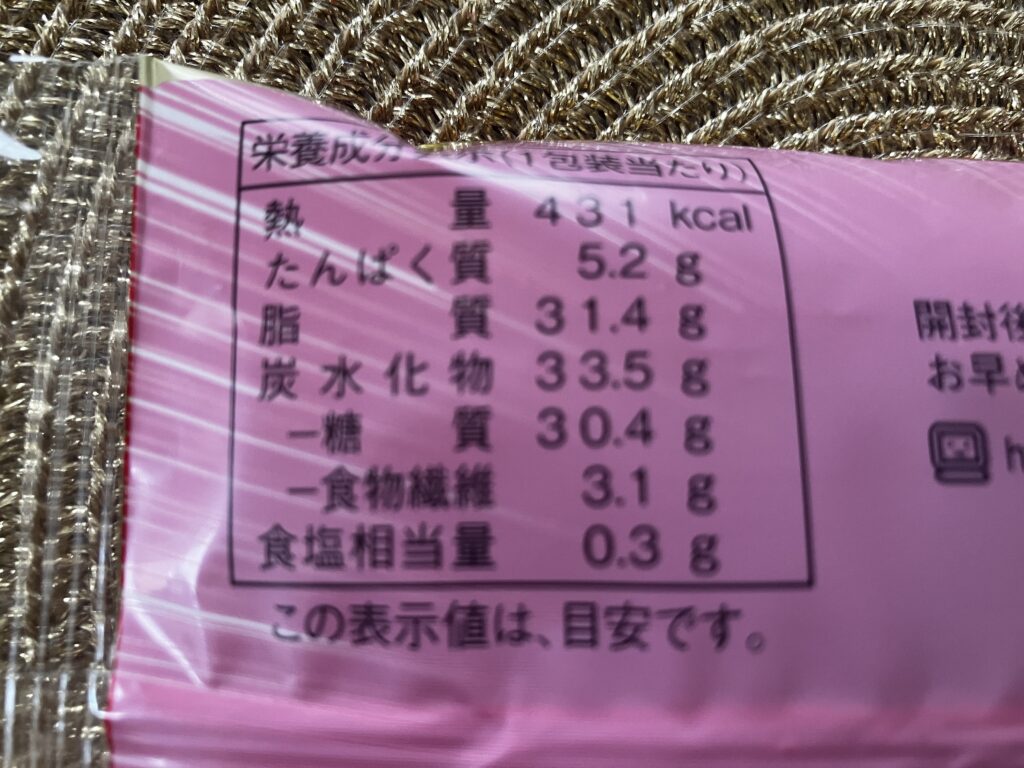 栄養成分表示(1包装当たり)
熱量 431 kcal
たんぱく質 5.2 g
脂質 31.4 g
炭水化物 33.5 g
－糖質 30.4 g
－食物繊維 3.1 g
食塩相当量 0.3 g
この表示値は、目安です。
開封後
お早め
h